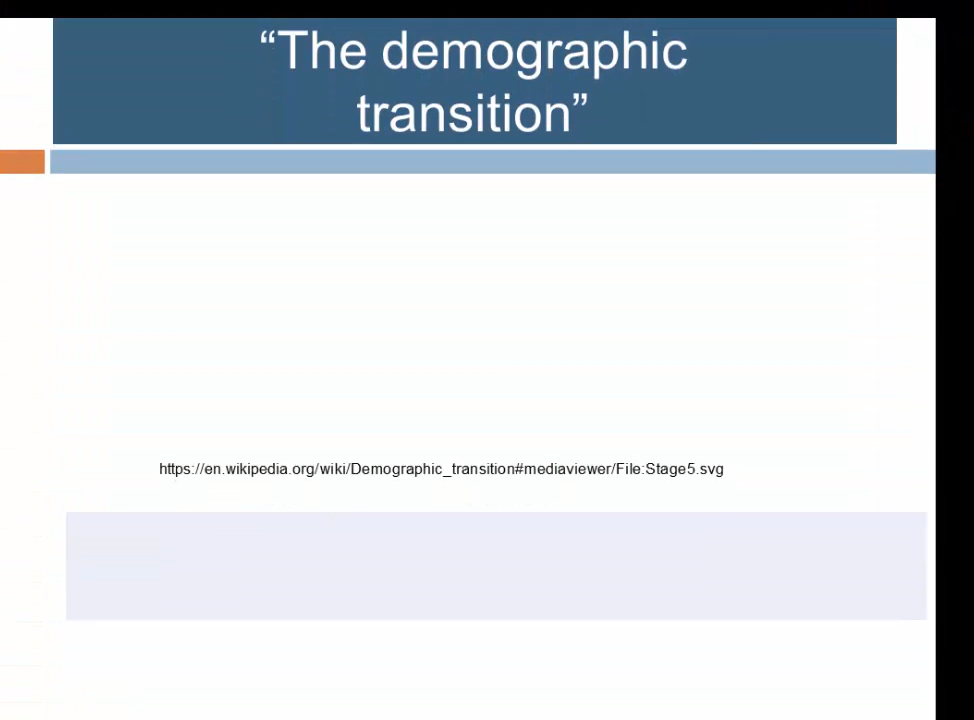 “The demographic
transition”
https://en.wikipedia.org/wiki/Demographic_transition#mediaviewer/File:Stage5.svg